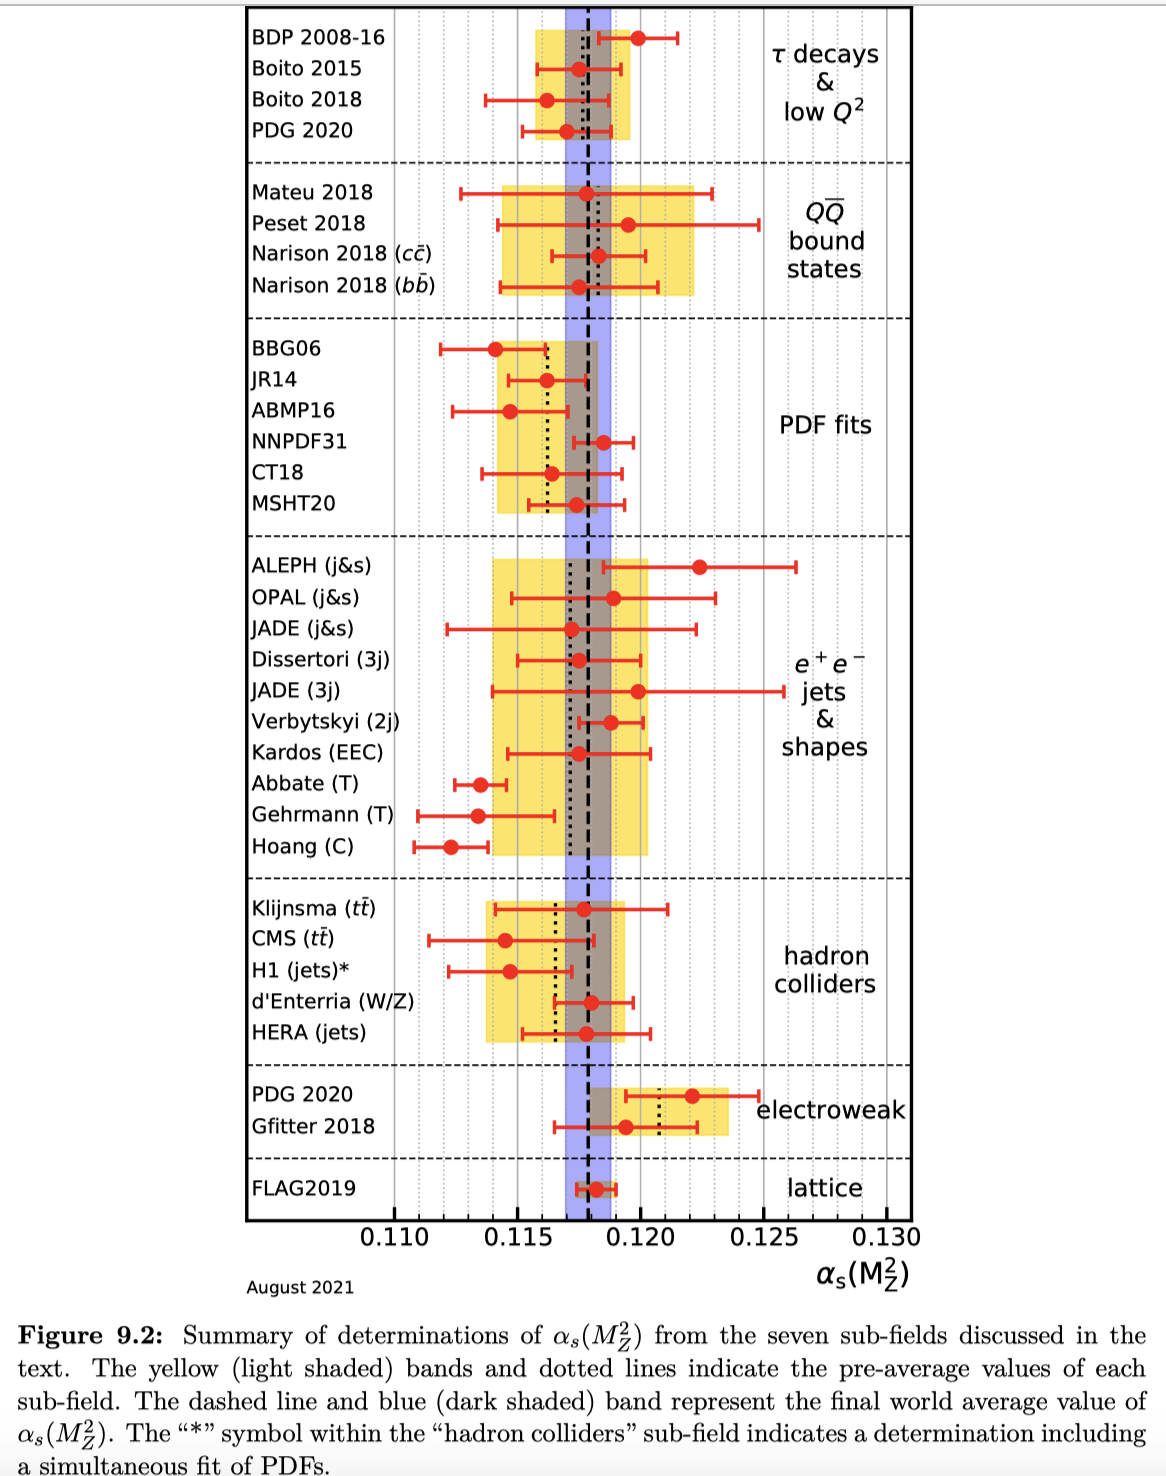 BDP 2008-16
Boito 2015
Boito 2018
PDG 2020
τ decays
&
low Q²
Mateu 2018
Peset 2018
Narison 2018 (cc̄)
Narison 2018 (bb̄)
QQ̅
bound
states
BBG06
JR14
ABMP16
NNPDF31
CT18
MSHT20
PDF fits
ALEPH (j&s)
OPAL (j&s)
JADE (j&s)
Dissertori (3j)
JADE (3j)
Verbytskyi (2j)
Kardos (EEC)
Abbate (T)
Gehrmann (T)
Hoang (C)
e⁺e⁻
jets
&
shapes
Klijnsma (tt̄)
CMS (tt̄)
H1 (jets)*
d'Enterria (W/Z)
HERA (jets)
hadron
colliders
PDG 2020
Gfitter 2018
electroweak
FLAG2019
lattice
0.110 0.115 0.120 0.125 0.130
αs(M²Z)
August 2021
Figure 9.2: Summary of determinations of αs(M²Z) from the seven sub-fields discussed in the
text. The yellow (light shaded) bands and dotted lines indicate the pre-average values of each
sub-field. The dashed line and blue (dark shaded) band represent the final world average value of
αs(M²Z). The “*” symbol within the “hadron colliders” sub-field indicates a determination including
a simultaneous fit of PDFs.